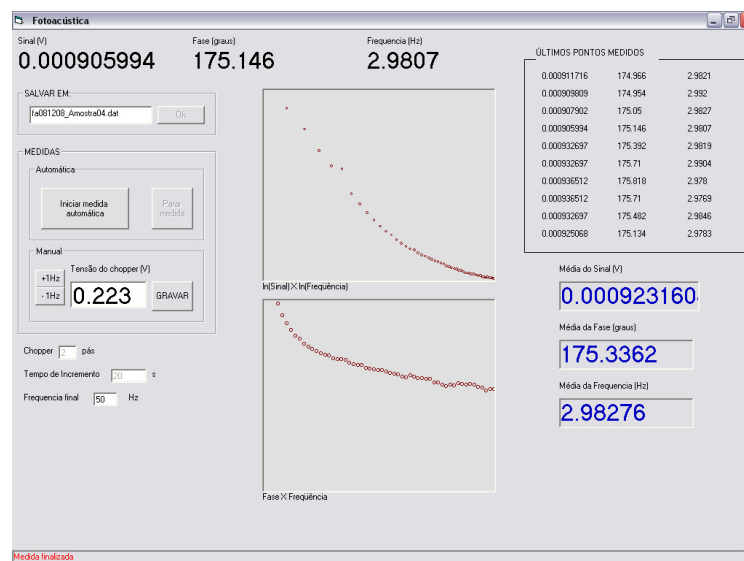 Fotoacústica
Sinal (V)
0.000905994
Fase (graus)
175.146
Frequencia (Hz)
2.9807
SALVAR EM:
fa081208_Amostra04.dat
Ok
MEDIDAS
Automática
Iniciar medida
automática
Parar
medida
Manual
+1Hz
- 1Hz
Tensão do chopper (V)
0.223
GRAVAR
Chopper 2 pás
Tempo de Incremento 20 s
Frequencia final 50 Hz
ln(Sinal) X ln(Freqüência)
Fase X Freqüência
ÚLTIMOS PONTOS MEDIDOS
0.000911716 174.966 2.9821
0.000909809 174.954 2.992
0.000907902 175.05 2.9827
0.000905994 175.146 2.9807
0.000932697 175.392 2.9819
0.000932697 175.71 2.9904
0.000936512 175.818 2.978
0.000936512 175.71 2.9769
0.000932697 175.482 2.9846
0.000925068 175.134 2.9783
Média do Sinal (V)
0.000923160
Média da Fase (graus)
175.3362
Média da Frequencia (Hz)
2.98276
Medida finalizada